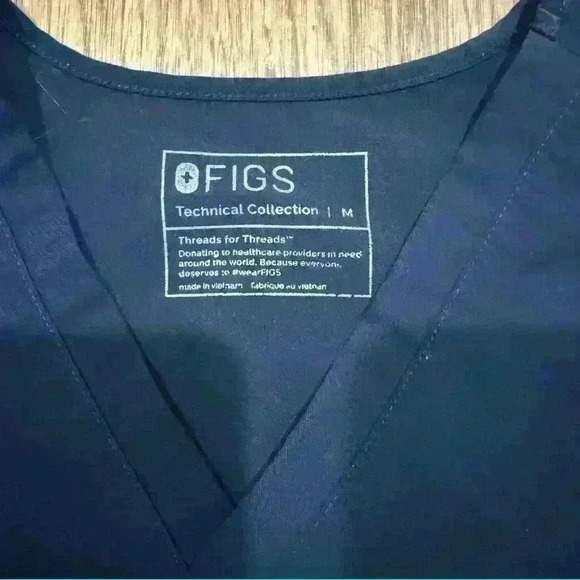 FIGS
Technical Collection | M
Threads for Threads™
Donating to healthcare providers in need
around the world. Because everyone
deserves to #wearFIGS
made in vietnam fabriqué au vietnam